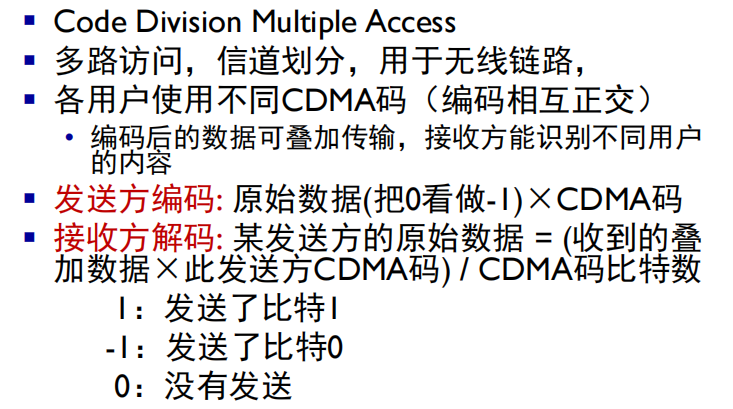 Code Division Multiple Access
多路访问，信道划分，用于无线链路，
各用户使用不同CDMA码（编码相互正交）
编码后的数据可叠加传输，接收方能识别不同用户
的内容
发送方编码: 原始数据(把0看做-1)×CDMA码
接收方解码: 某发送方的原始数据 = (收到的叠
加数据×此发送方CDMA码) / CDMA码比特数
1：发送了比特1
-1：发送了比特0
0：没有发送